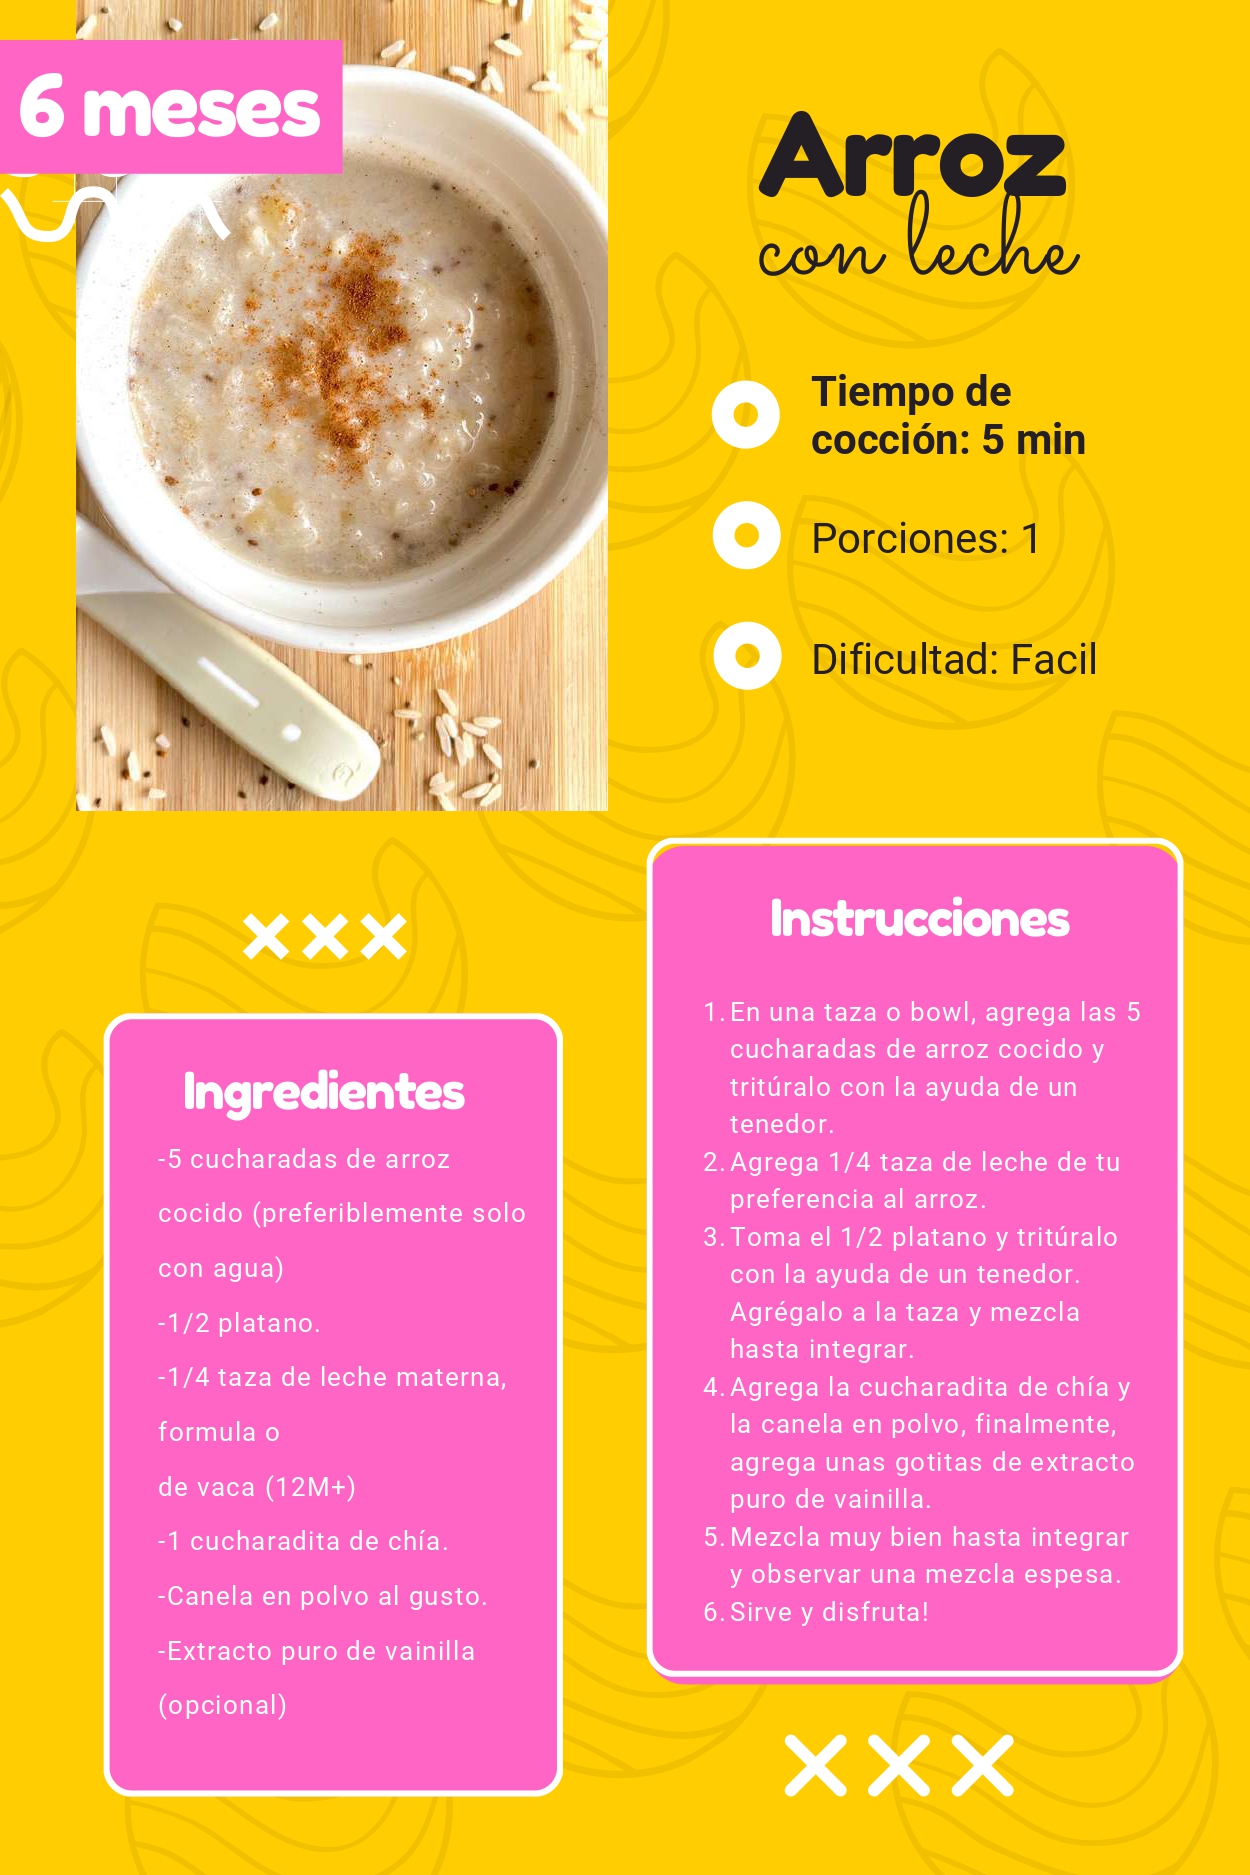 6 meses
Arroz
con leche
Tiempo de
cocción: 5 min
Porciones: 1
Dificultad: Facil
Ingredientes
-5 cucharadas de arroz
cocido (preferiblemente solo
con agua)
-1/2 platano.
-1/4 taza de leche materna,
formula o
de vaca (12M+)
-1 cucharadita de chía.
-Canela en polvo al gusto.
-Extracto puro de vainilla
(opcional)
Instrucciones
1. En una taza o bowl, agrega las 5
cucharadas de arroz cocido y
tritúralo con la ayuda de un
tenedor.
2. Agrega 1/4 taza de leche de tu
preferencia al arroz.
3. Toma el 1/2 platano y tritúralo
con la ayuda de un tenedor.
Agrégalo a la taza y mezcla
hasta integrar.
4. Agrega la cucharadita de chía y
la canela en polvo, finalmente,
agrega unas gotitas de extracto
puro de vainilla.
5. Mezcla muy bien hasta integrar
y observar una mezcla espesa.
6. Sirve y disfruta!